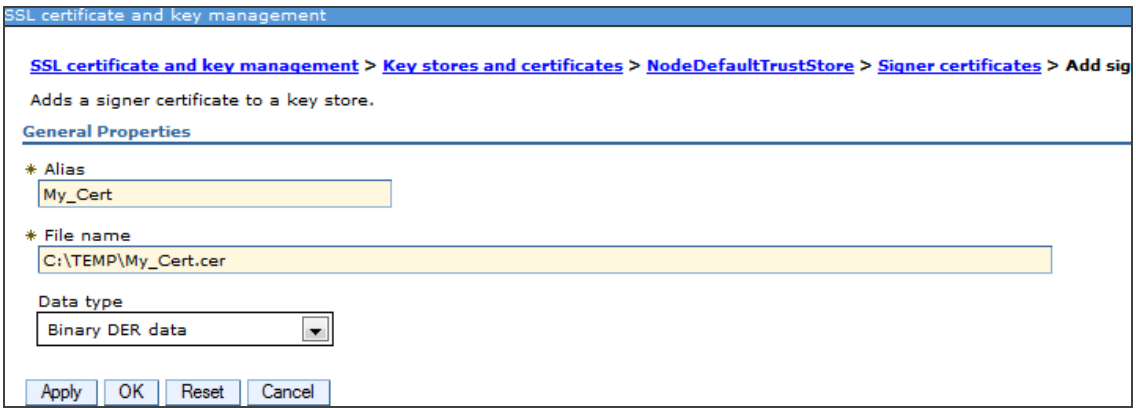 SSL certificate and key management
SSL certificate and key management > Key stores and certificates > NodeDefaultTrustStore > Signer certificates > Add sig
Adds a signer certificate to a key store.
General Properties
* Alias
My_Cert
* File name
C:\TEMP\My_Cert.cer
Data type
Binary DER data
Apply OK Reset Cancel